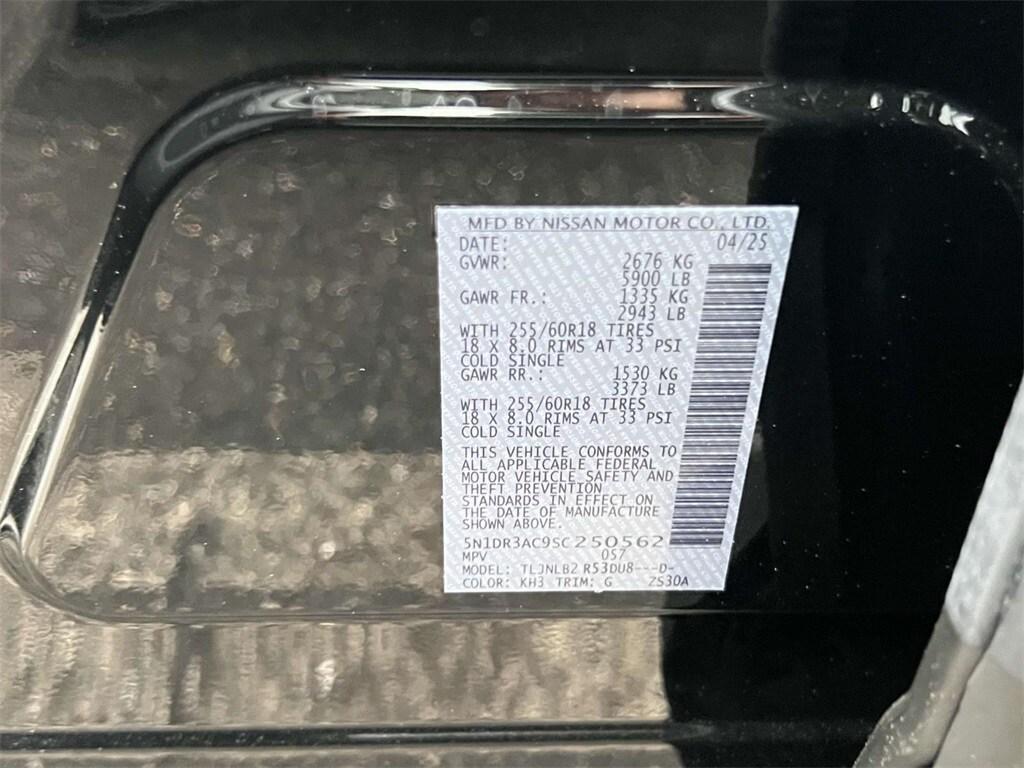 MFD BY NISSAN MOTOR CO., LTD.
DATE: 04/25
GVWR: 2676 KG
5900 LB
GAWR FR.: 1335 KG
2943 LB
WITH 255/60R18 TIRES
18 X 8.0 RIMS AT 33 PSI
COLD SINGLE
GAWR RR.: 1530 KG
3373 LB
WITH 255/60R18 TIRES
18 X 8.0 RIMS AT 33 PSI
COLD SINGLE
THIS VEHICLE CONFORMS TO
ALL APPLICABLE FEDERAL
MOTOR VEHICLE SAFETY AND
THEFT PREVENTION
STANDARDS IN EFFECT ON
THE DATE OF MANUFACTURE
SHOWN ABOVE.
5N1DR3AC9SC250562
MPV 0S7
MODEL: TLJNLB2 R53DU8---D-
COLOR: KH3 TRIM: G ZS30A